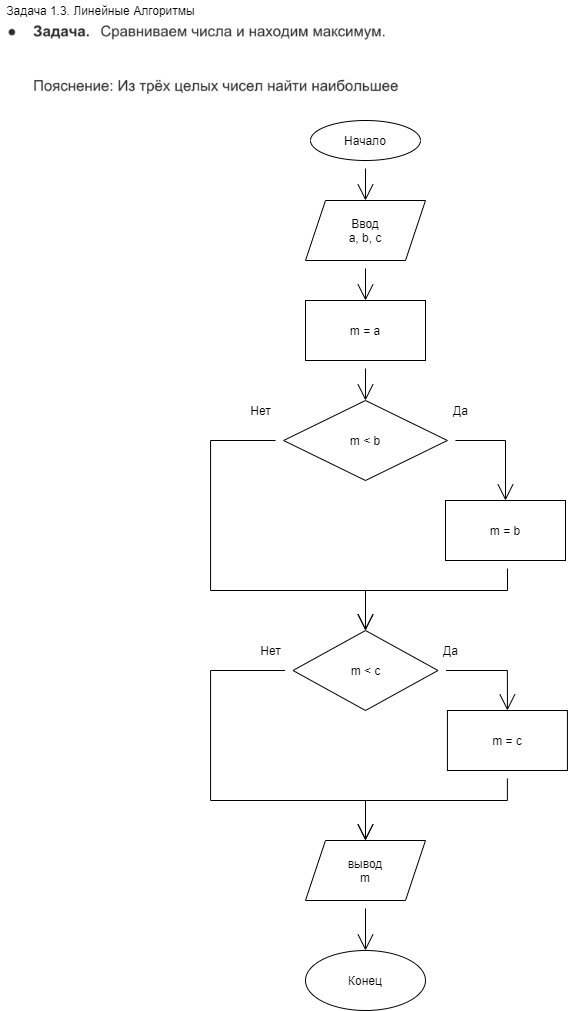 Задача 1.3. Линейные Алгоритмы
● Задача. Сравниваем числа и находим максимум.
Пояснение: Из трёх целых чисел найти наибольшее
Начало
Ввод
a, b, c
m = a
Нет
Да
m < b
m = b
Нет
Да
m < c
m = c
вывод
m
Конец